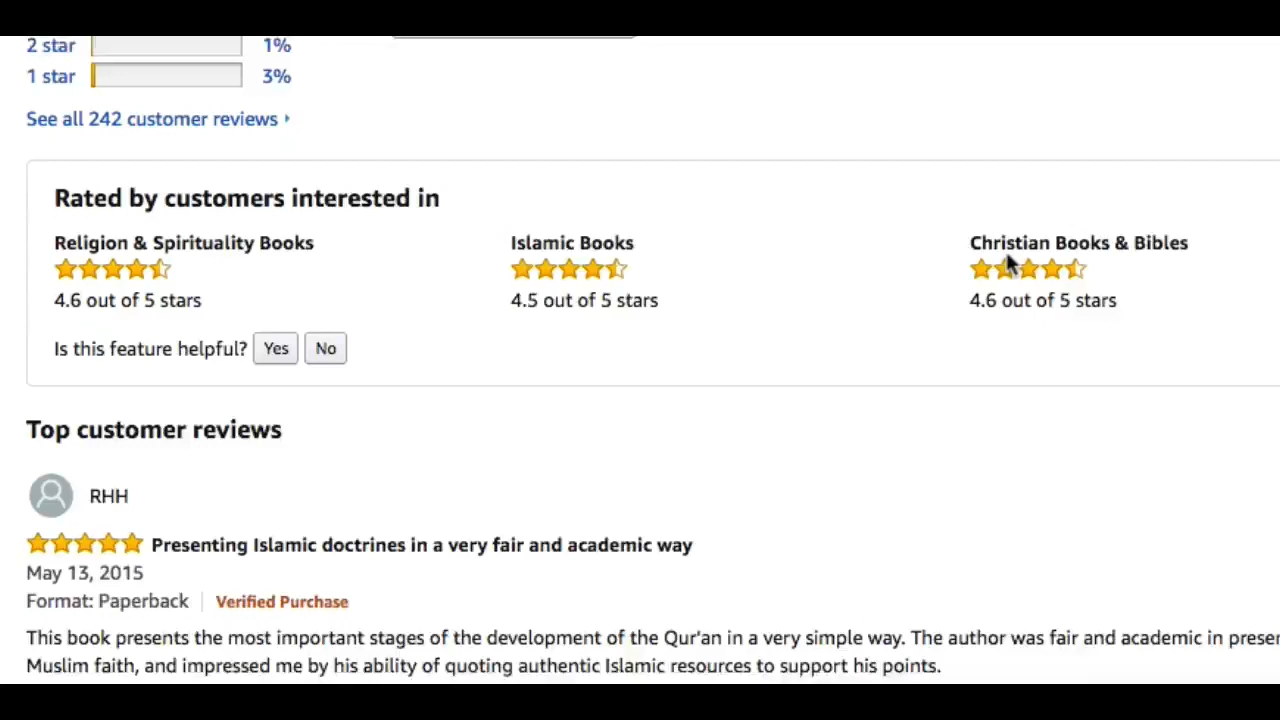 2 star 1%
1 star 3%
See all 242 customer reviews
Rated by customers interested in
Religion & Spirituality Books Islamic Books Christian Books & Bibles
4.6 out of 5 stars 4.5 out of 5 stars 4.6 out of 5 stars
Is this feature helpful? Yes No
Top customer reviews
RHH
Presenting Islamic doctrines in a very fair and academic way
May 13, 2015
Format: Paperback Verified Purchase
This book presents the most important stages of the development of the Qur'an in a very simple way. The author was fair and academic in presen
Muslim faith, and impressed me by his ability of quoting authentic Islamic resources to support his points.